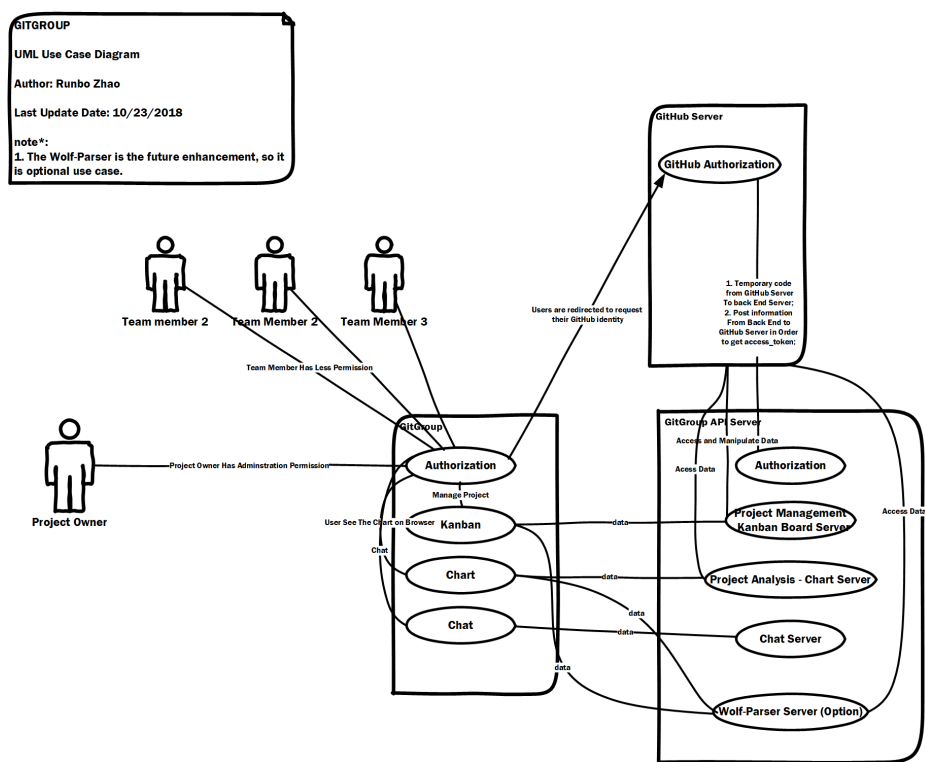 GITGROUP
UML Use Case Diagram
Author: Runbo Zhao
Last Update Date: 10/23/2018
note*:
1. The Wolf-Parser is the future enhancement, so it
is optional use case.
GitHub Server
GitHub Authorization
1. Temporary code
from GitHub Server
To back End Server;
2. Post information
From Back End to
GitHub Server in Order
to get access_token;
Users are redirected to request
their GitHub identity
Team member 2
Team Member 2
Team Member 3
Team Member Has Less Permission
Project Owner
Project Owner Has Adminstration Permission
GitGroup
Authorization
Manage Project
User See The Chart on Browser
Kanban
Chat
Chart
Chat
data
data
data
data
data
GitGroup API Server
Access and Manipulate Data
Acess Data
Authorization
Access Data
Project Management
Kanban Board Server
Project Analysis - Chart Server
Chat Server
Wolf-Parser Server (Option)